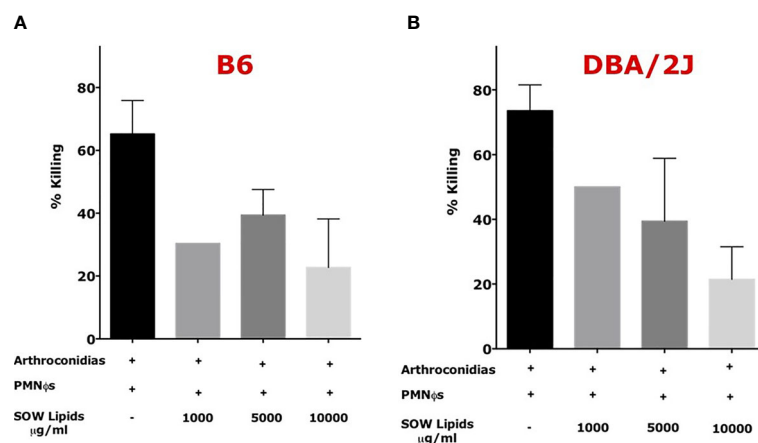 A
B6
% Killing
80
60
40
20
0
Arthroconidias + + + +
PMNϕs + + + +
SOW Lipids - 1000 5000 10000
μg/ml
B
DBA/2J
% Killing
80
60
40
20
0
Arthroconidias + + + +
PMNϕs + + + +
SOW Lipids - 1000 5000 10000
μg/ml